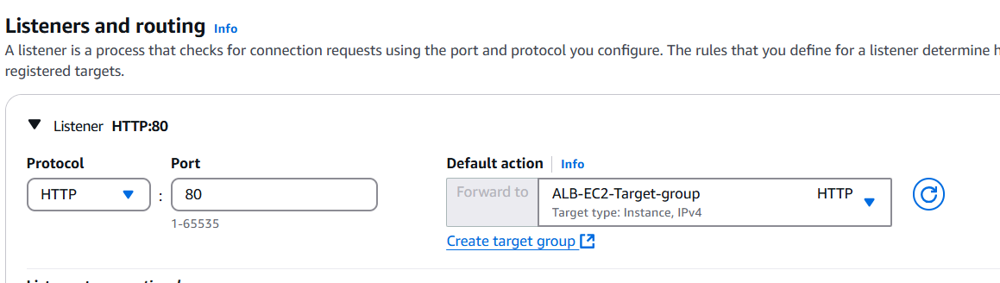 Listeners and routing Info
A listener is a process that checks for connection requests using the port and protocol you configure. The rules that you define for a listener determine
registered targets.
Listener HTTP:80
Protocol Port Default action Info
HTTP : 80 Forward to ALB-EC2-Target-group HTTP
Target type: Instance, IPv4
1-65535
Create target group